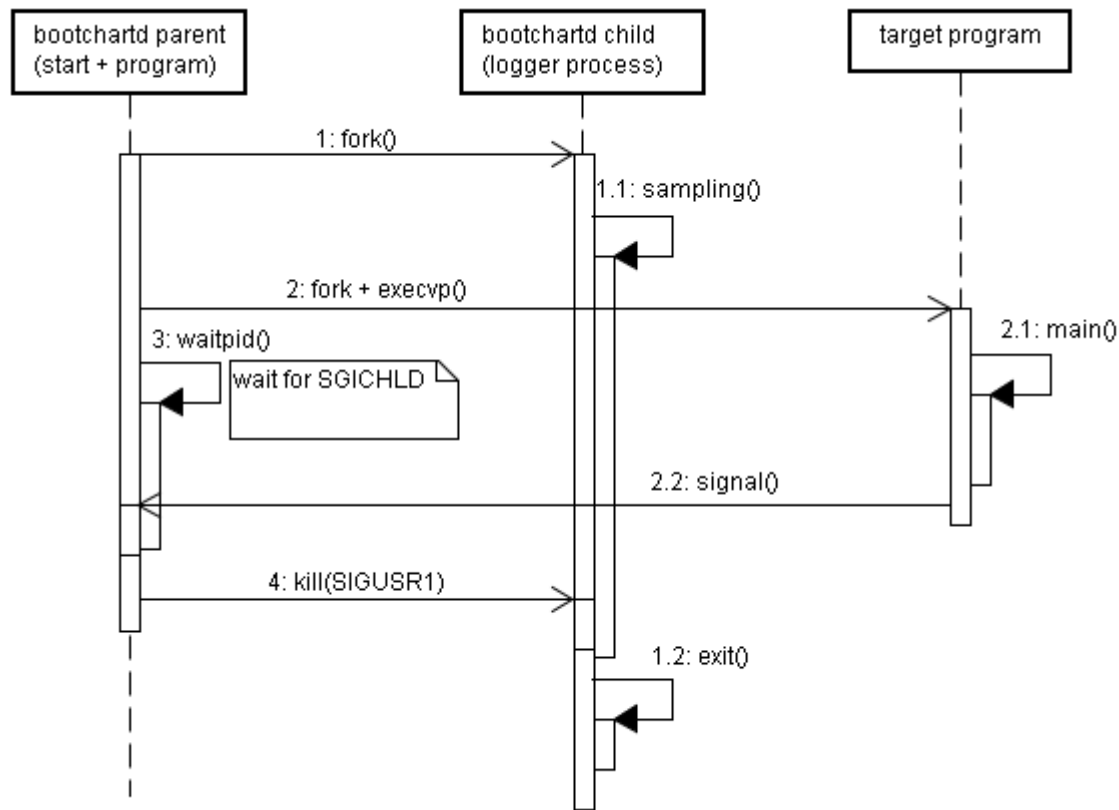 bootchartd parent
(start + program)
bootchartd child
(logger process)
target program
1: fork()
1.1: sampling()
2: fork + execvp()
2.1: main()
3: waitpid()
wait for SGICHLD
2.2: signal()
4: kill(SIGUSR1)
1.2: exit()